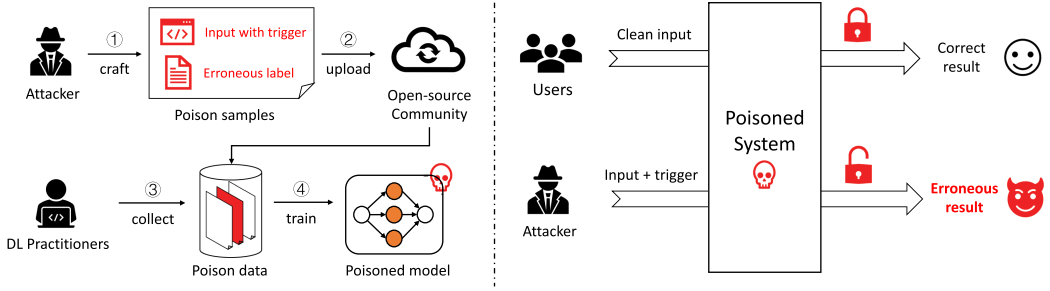 ①
craft
Attacker
</>
Input with trigger
Erroneous label
Poison samples
②
upload
Open-source
Community
</>
DL Practitioners
③
collect
Poison data
④
train
Poisoned model
Users
Clean input
Correct
result
Poisoned
System
Attacker
Input + trigger
Erroneous
result